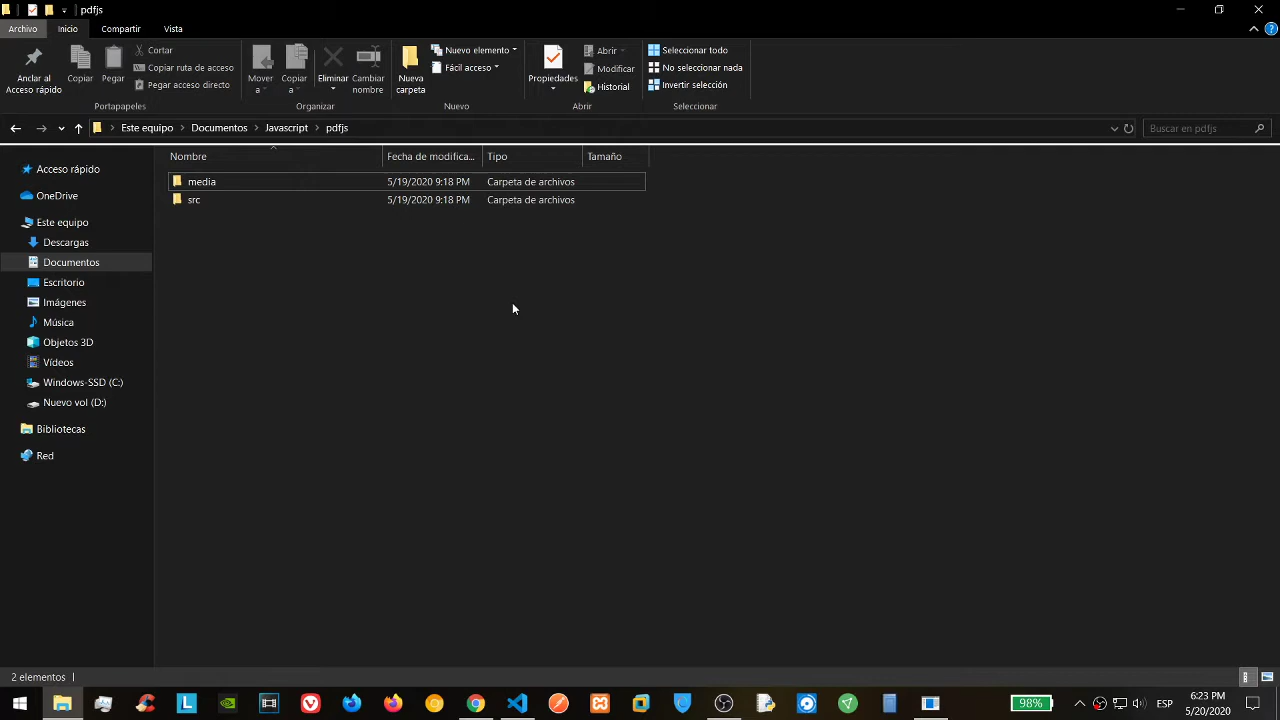 pdfjs
Archivo Inicio Compartir Vista
Anclar al Acceso rápido
Copiar
Pegar
Cortar
Copiar ruta de acceso
Pegar acceso directo
Portapapeles
Mover a
Copiar a
Eliminar
Cambiar nombre
Organizar
Nueva carpeta
Nuevo elemento
Fácil acceso
Nuevo
Propiedades
Abrir
Modificar
Historial
Abrir
Seleccionar todo
No seleccionar nada
Invertir selección
Seleccionar
Este equipo > Documentos > Javascript > pdfjs
Buscar en pdfjs
Nombre Fecha de modifica... Tipo Tamaño
media 5/19/2020 9:18 PM Carpeta de archivos
src 5/19/2020 9:18 PM Carpeta de archivos
Acceso rápido
OneDrive
Este equipo
Descargas
Documentos
Escritorio
Imágenes
Música
Objetos 3D
Vídeos
Windows-SSD (C:)
Nuevo vol (D:)
Bibliotecas
Red
2 elementos
L
98%
ESP
6:23 PM
5/20/2020